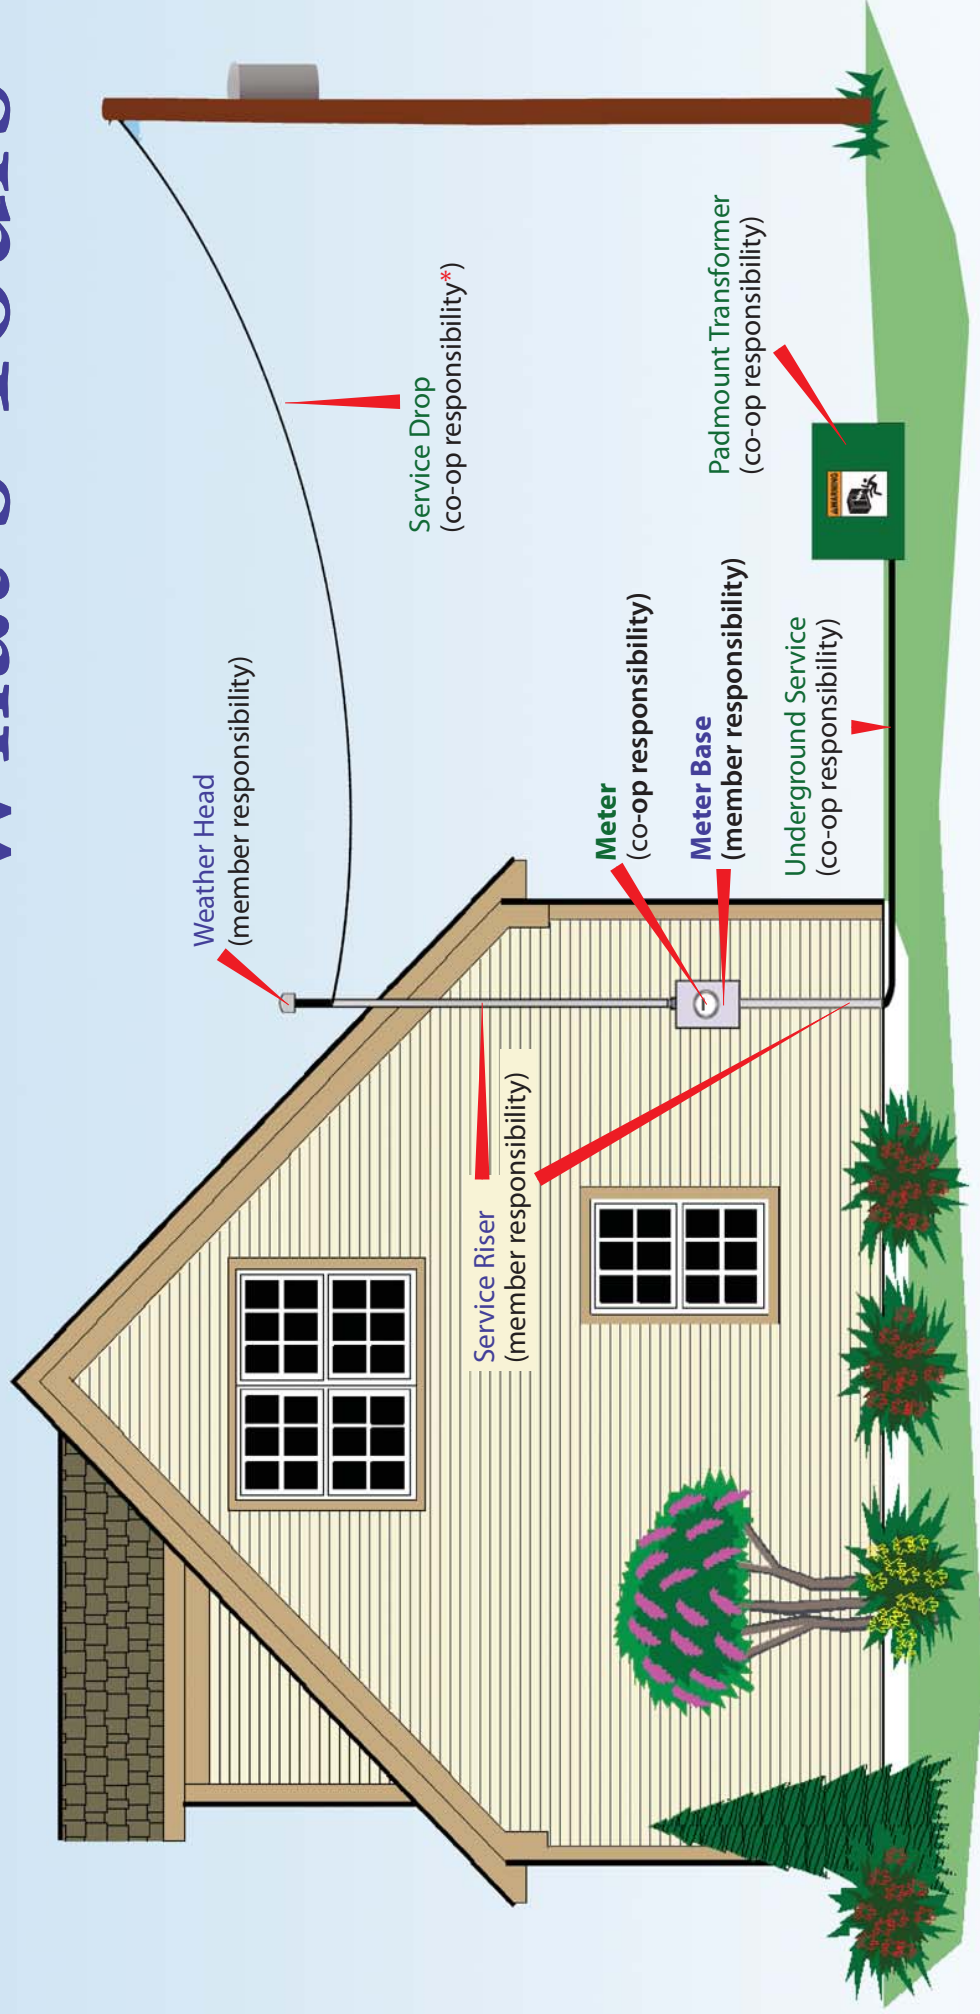 Weather Head
(member responsibility)
Service Drop
(co-op responsibility*)
Service Riser
(member responsibility)
Meter
(co-op responsibility)
Meter Base
(member responsibility)
Padmount Transformer
(co-op responsibility)
Underground Service
(co-op responsibility)
WARNING